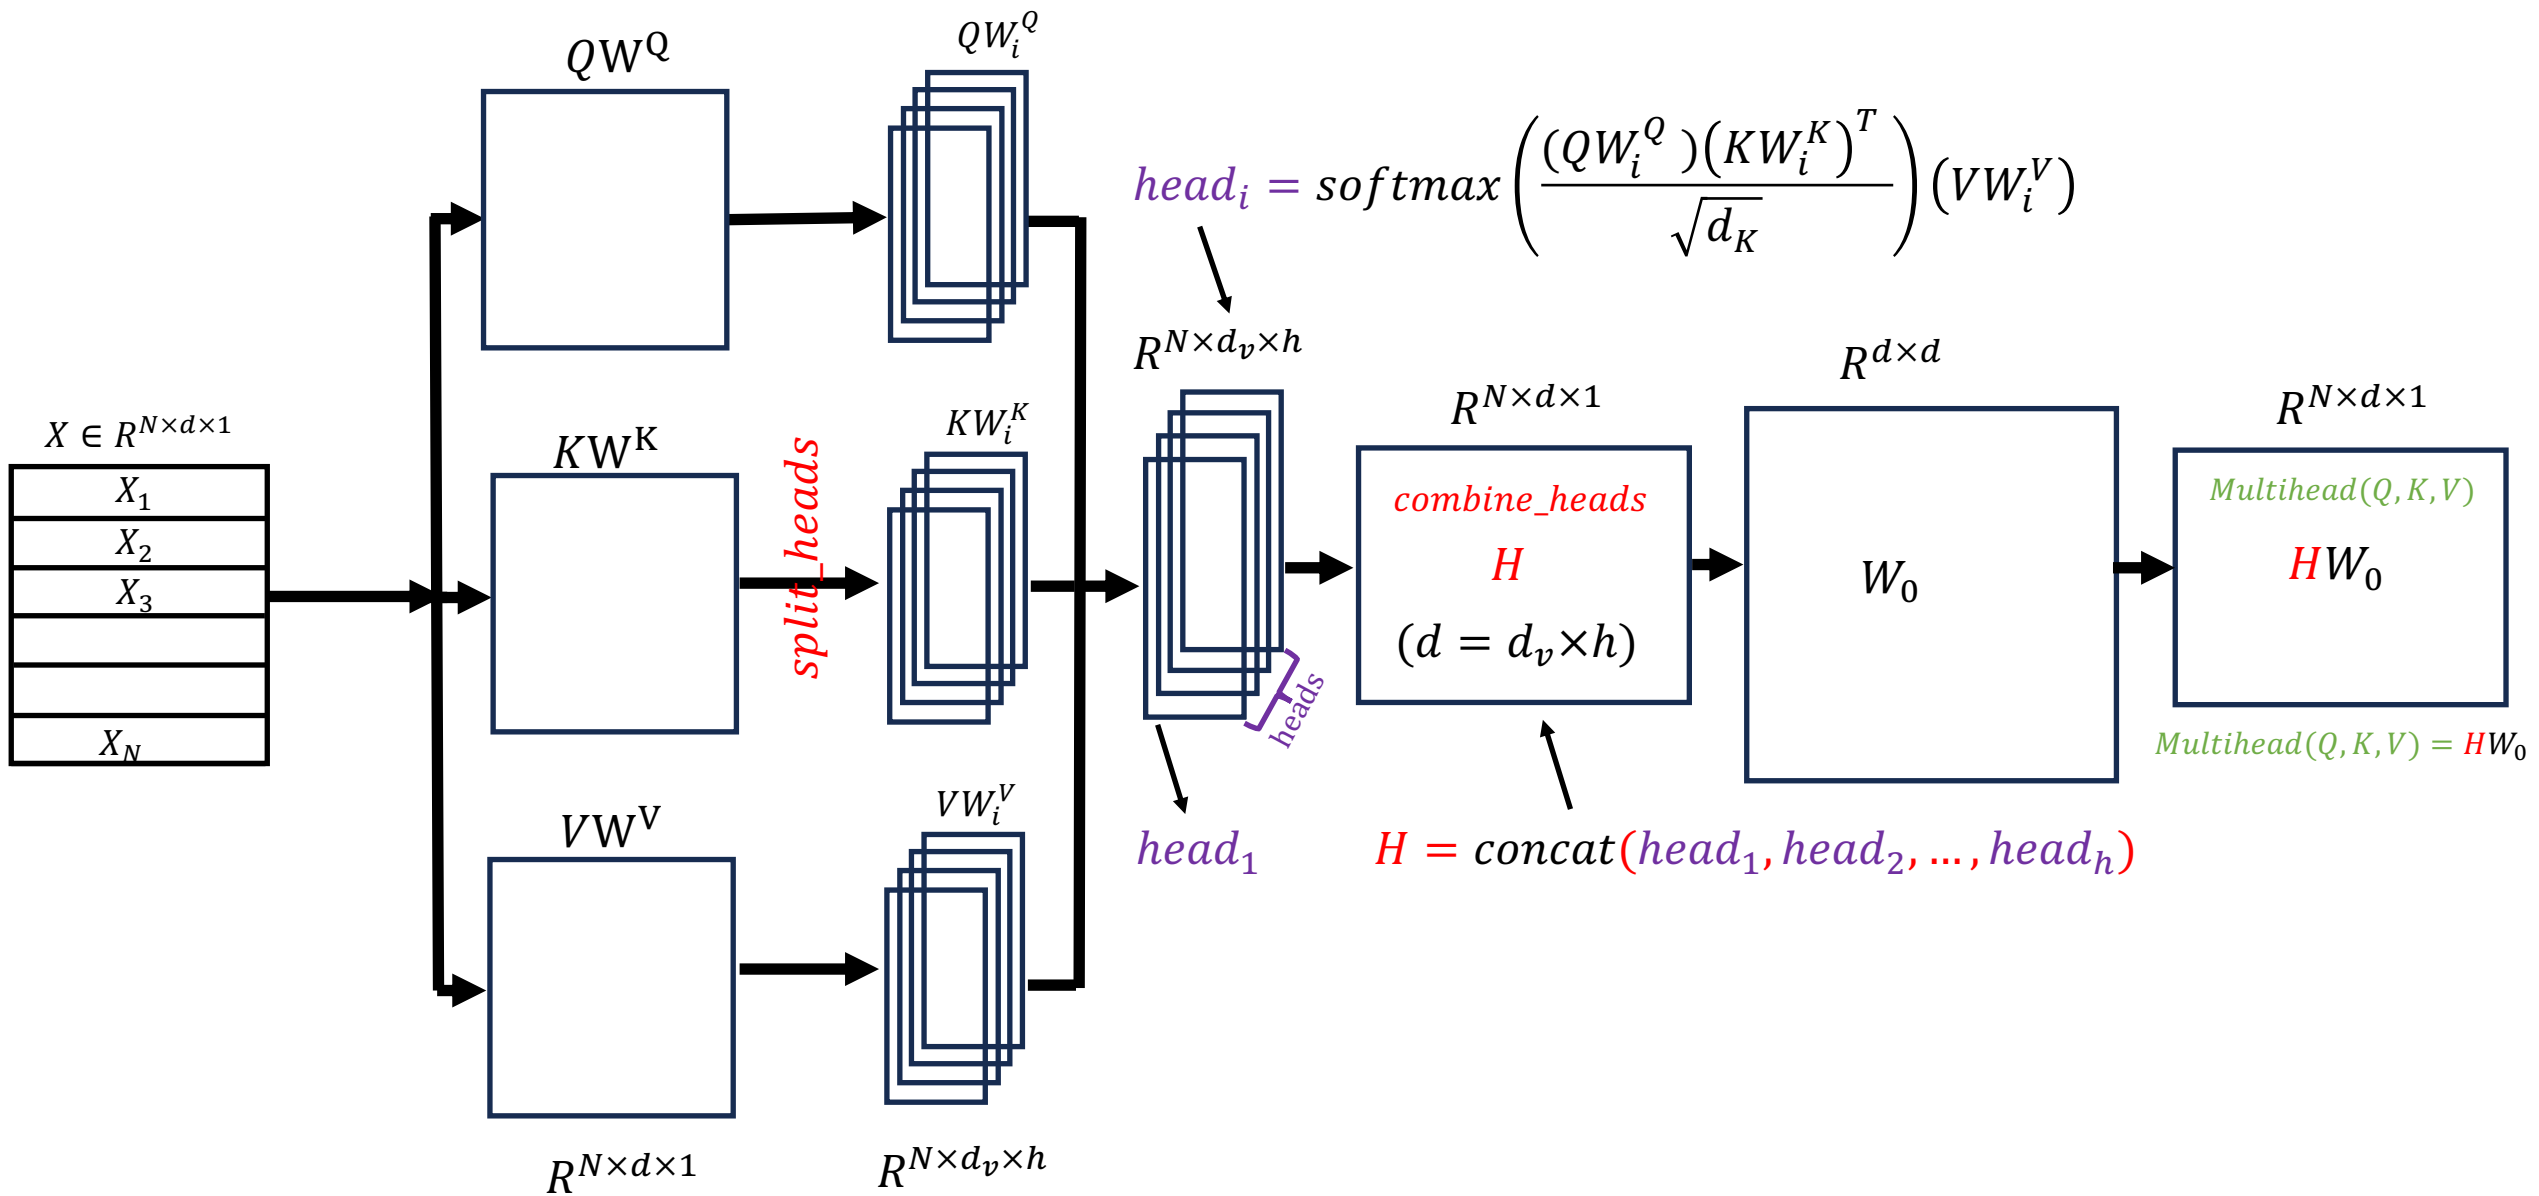 X ∈ R^{N×d×1}
X_1
X_2
X_3
X_N
QW^Q
KW^K
VW^V
R^{N×d×1}
split_heads
QW_i^Q
KW_i^K
VW_i^V
R^{N×d_v×h}
head_i = softmax( (QW_i^Q )(KW_i^K)^T / √d_K ) (VW_i^V)
R^{N×d_v×h}
heads
head_1
R^{N×d×1}
combine_heads
H
(d = d_v×h)
H = concat(head_1, head_2, … , head_h)
R^{d×d}
W_0
R^{N×d×1}
Multihead(Q, K, V)
HW_0
Multihead(Q, K, V) = HW_0